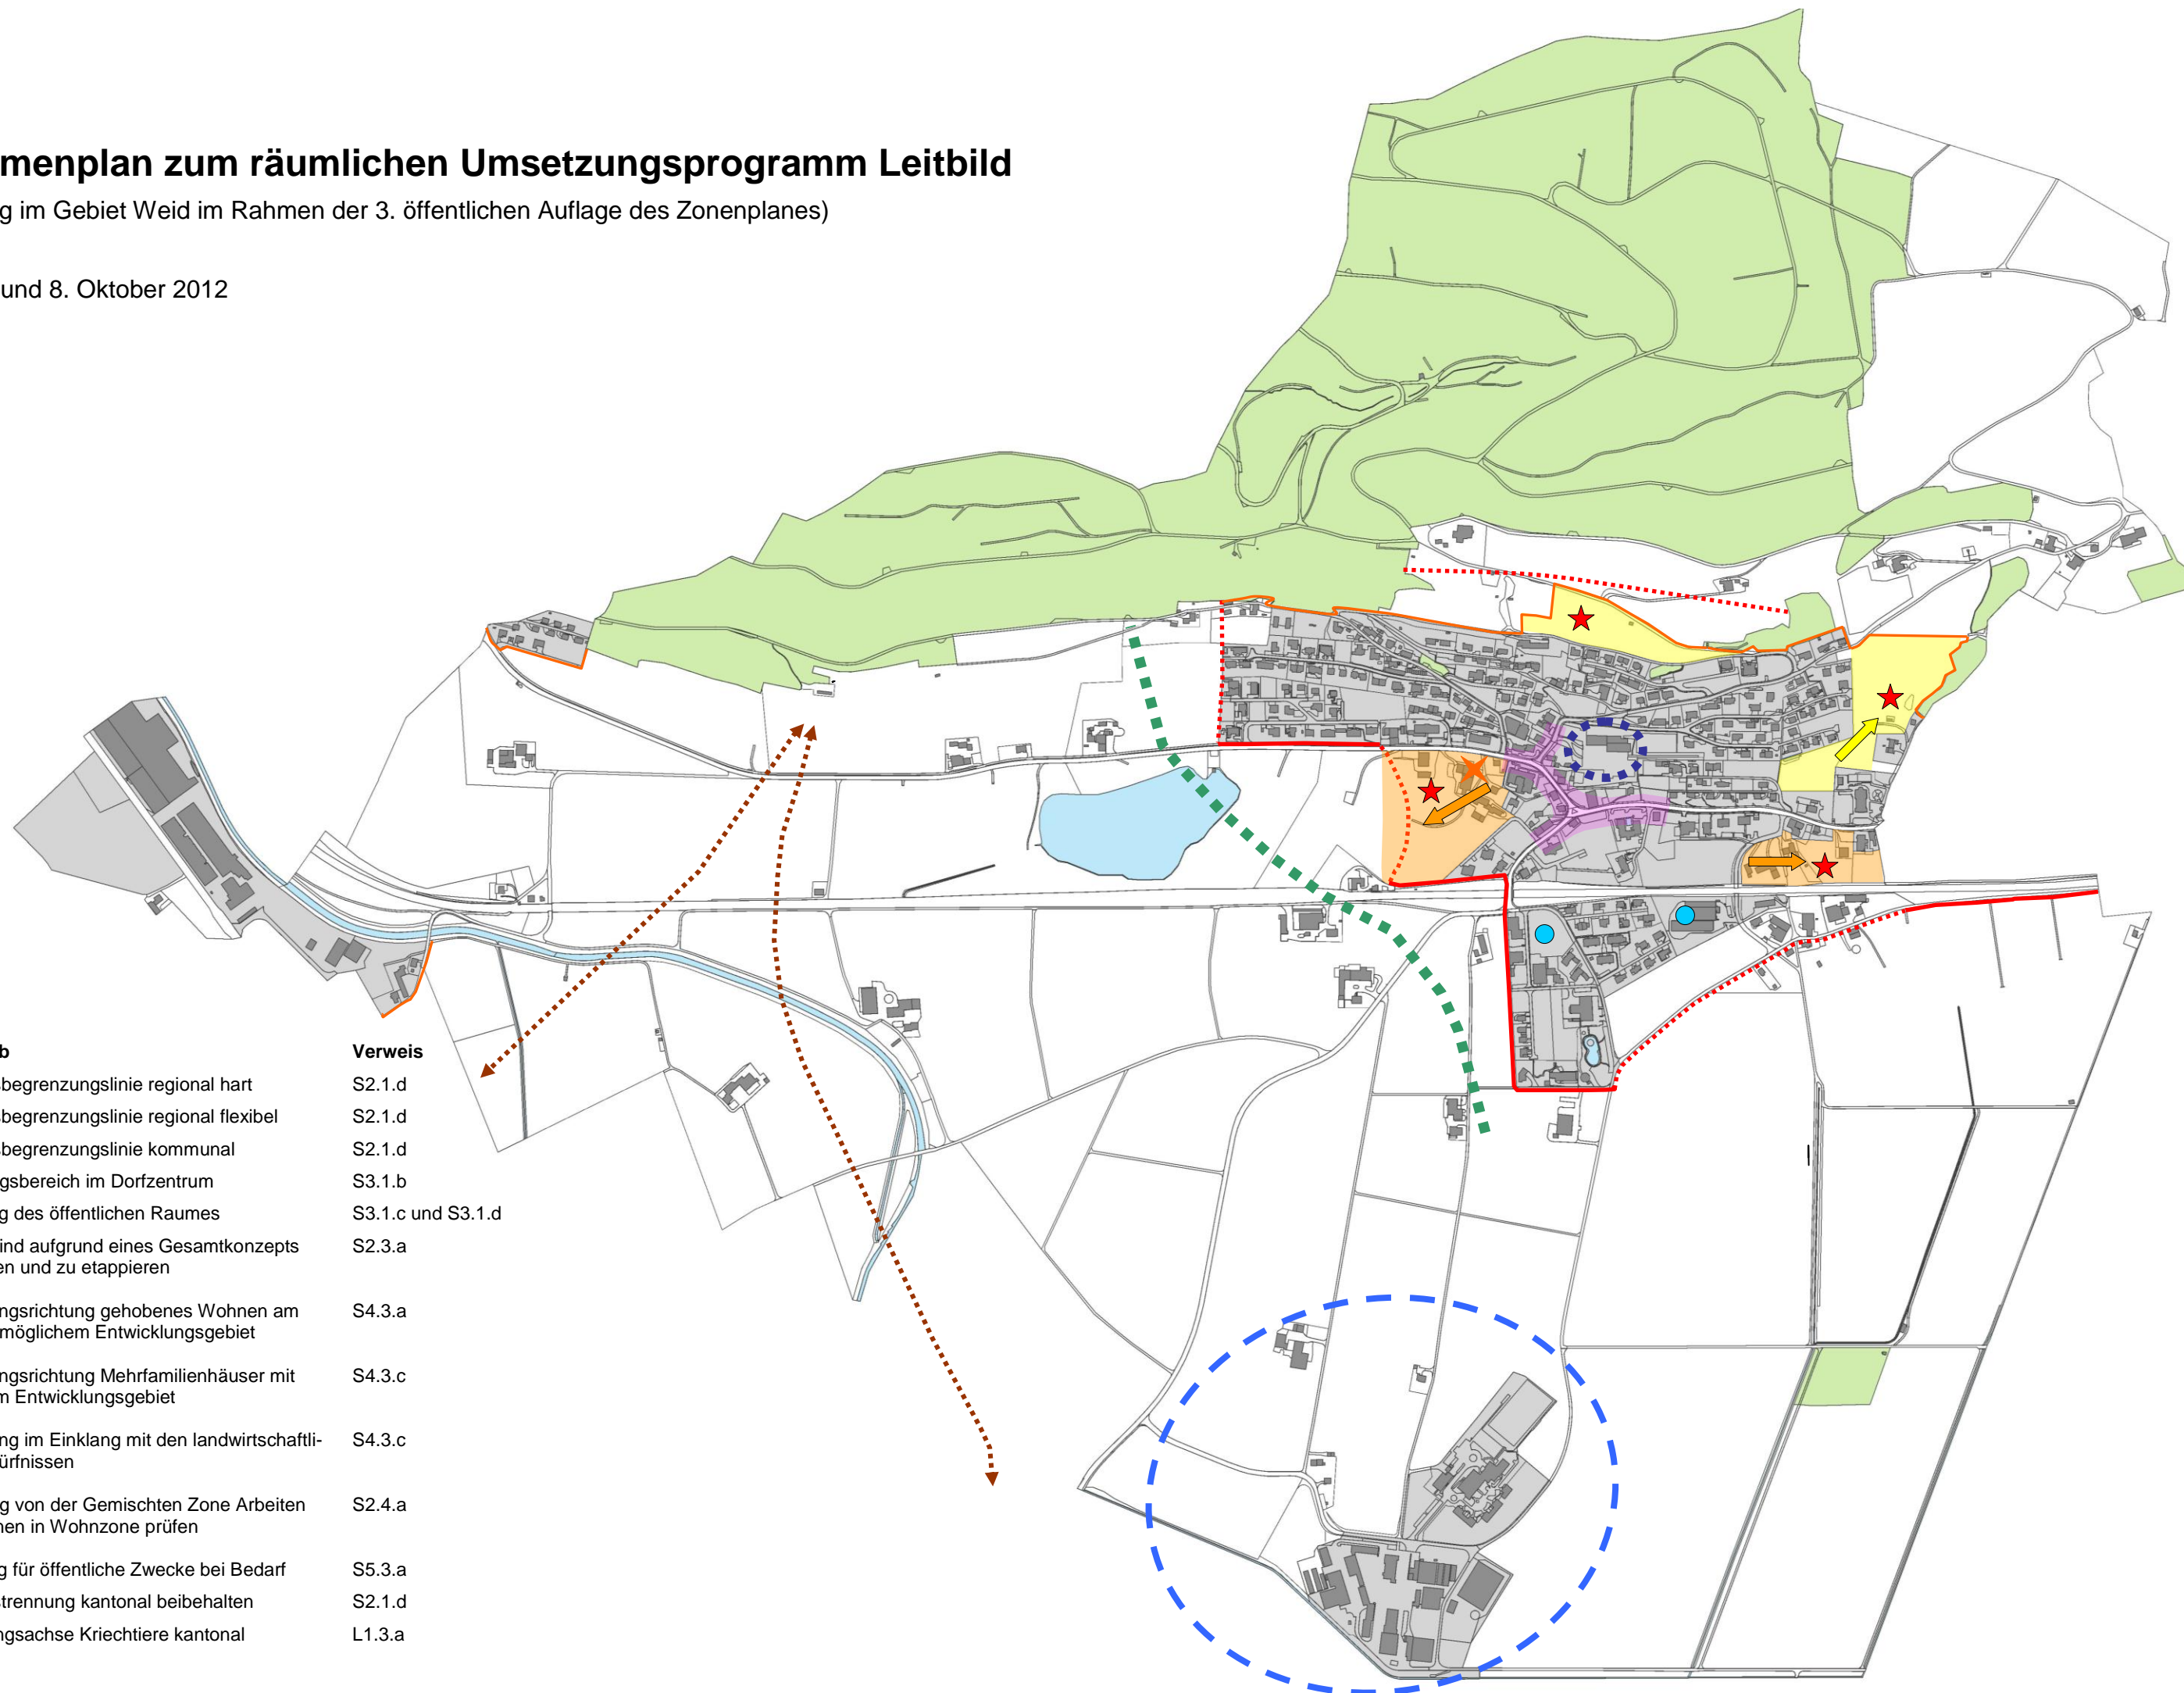 menplan zum räumlichen Umsetzungsprogramm Leitbild
g im Gebiet Weid im Rahmen der 3. öffentlichen Auflage des Zonenplanes)
und 8. Oktober 2012
b Verweis
sbegrenzungslinie regional hart S2.1.d
sbegrenzungslinie regional flexibel S2.1.d
sbegrenzungslinie kommunal S2.1.d
gsbereich im Dorfzentrum S3.1.b
g des öffentlichen Raumes S3.1.c und S3.1.d
ind aufgrund eines Gesamtkonzepts S2.3.a
en und zu etappieren
ngsrichtung gehobenes Wohnen am S4.3.a
möglichem Entwicklungsgebiet
ngsrichtung Mehrfamilienhäuser mit S4.3.c
m Entwicklungsgebiet
ng im Einklang mit den landwirtschaftli- S4.3.c
ürfnissen
g von der Gemischten Zone Arbeiten S2.4.a
nen in Wohnzone prüfen
g für öffentliche Zwecke bei Bedarf S5.3.a
strennung kantonal beibehalten S2.1.d
ngsachse Kriechtiere kantonal L1.3.a